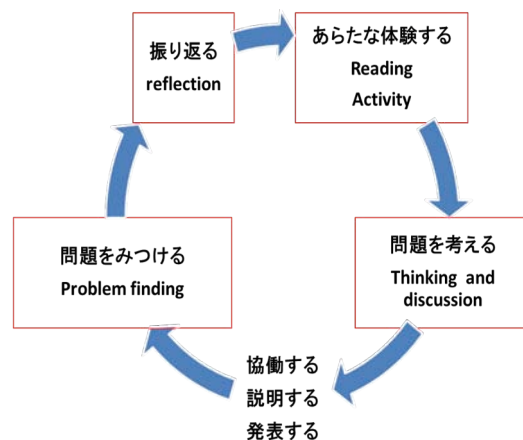 振り返る
reflection
あらたな体験する
Reading
Activity
問題を考える
Thinking and
discussion
協働する
説明する
発表する
問題をみつける
Problem finding